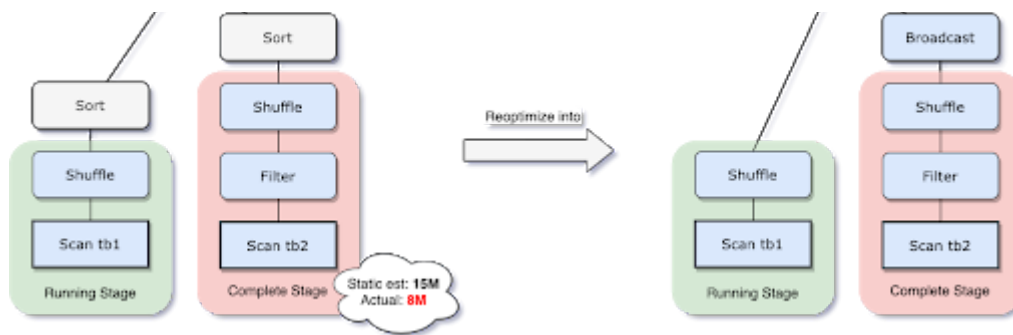 Sort
Sort
Shuffle
Filter
Shuffle
Scan tb1
Scan tb2
Running Stage
Complete Stage
Static est: 15M
Actual: 8M
Reoptimize into
Broadcast
Shuffle
Shuffle
Filter
Scan tb1
Scan tb2
Running Stage
Complete Stage